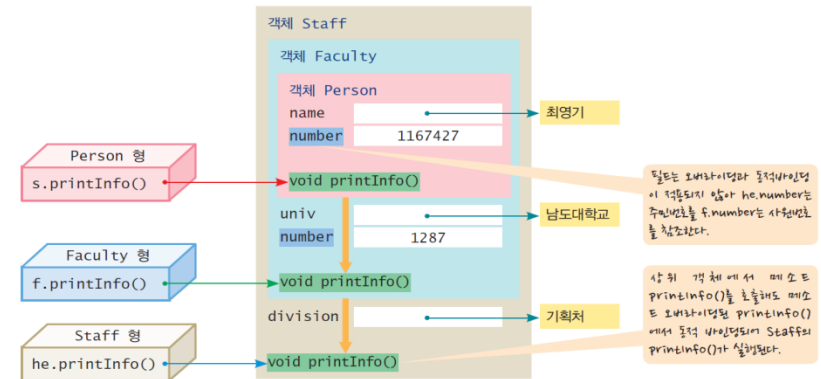 객체 Staff
객체 Faculty
객체 Person
name
최영기
number
1167427
Person 형
s.printInfo()
void printInfo()
필드는 오버라이딩과 동적바인딩
이 적용되지 않아 he.number는
주민번호를 f.number는 사원번호
를 참조한다.
univ
남도대학교
number
1287
Faculty 형
f.printInfo()
void printInfo()
상위 객체에서 메소드
printInfo()를 호출해도 메소
드 오버라이딩된 printInfo()
에서 동적 바인딩되어 Staff의
printInfo()가 실행된다.
division
기획처
Staff 형
he.printInfo()
void printInfo()